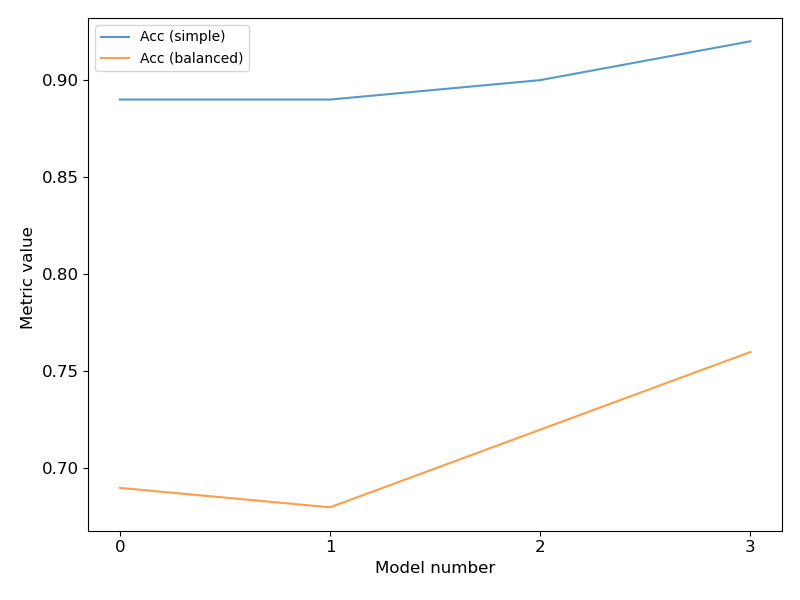 Acc (simple)
Acc (balanced)
0.90
0.85
0.80
0.75
0.70
Metric value
0 1 2 3
Model number